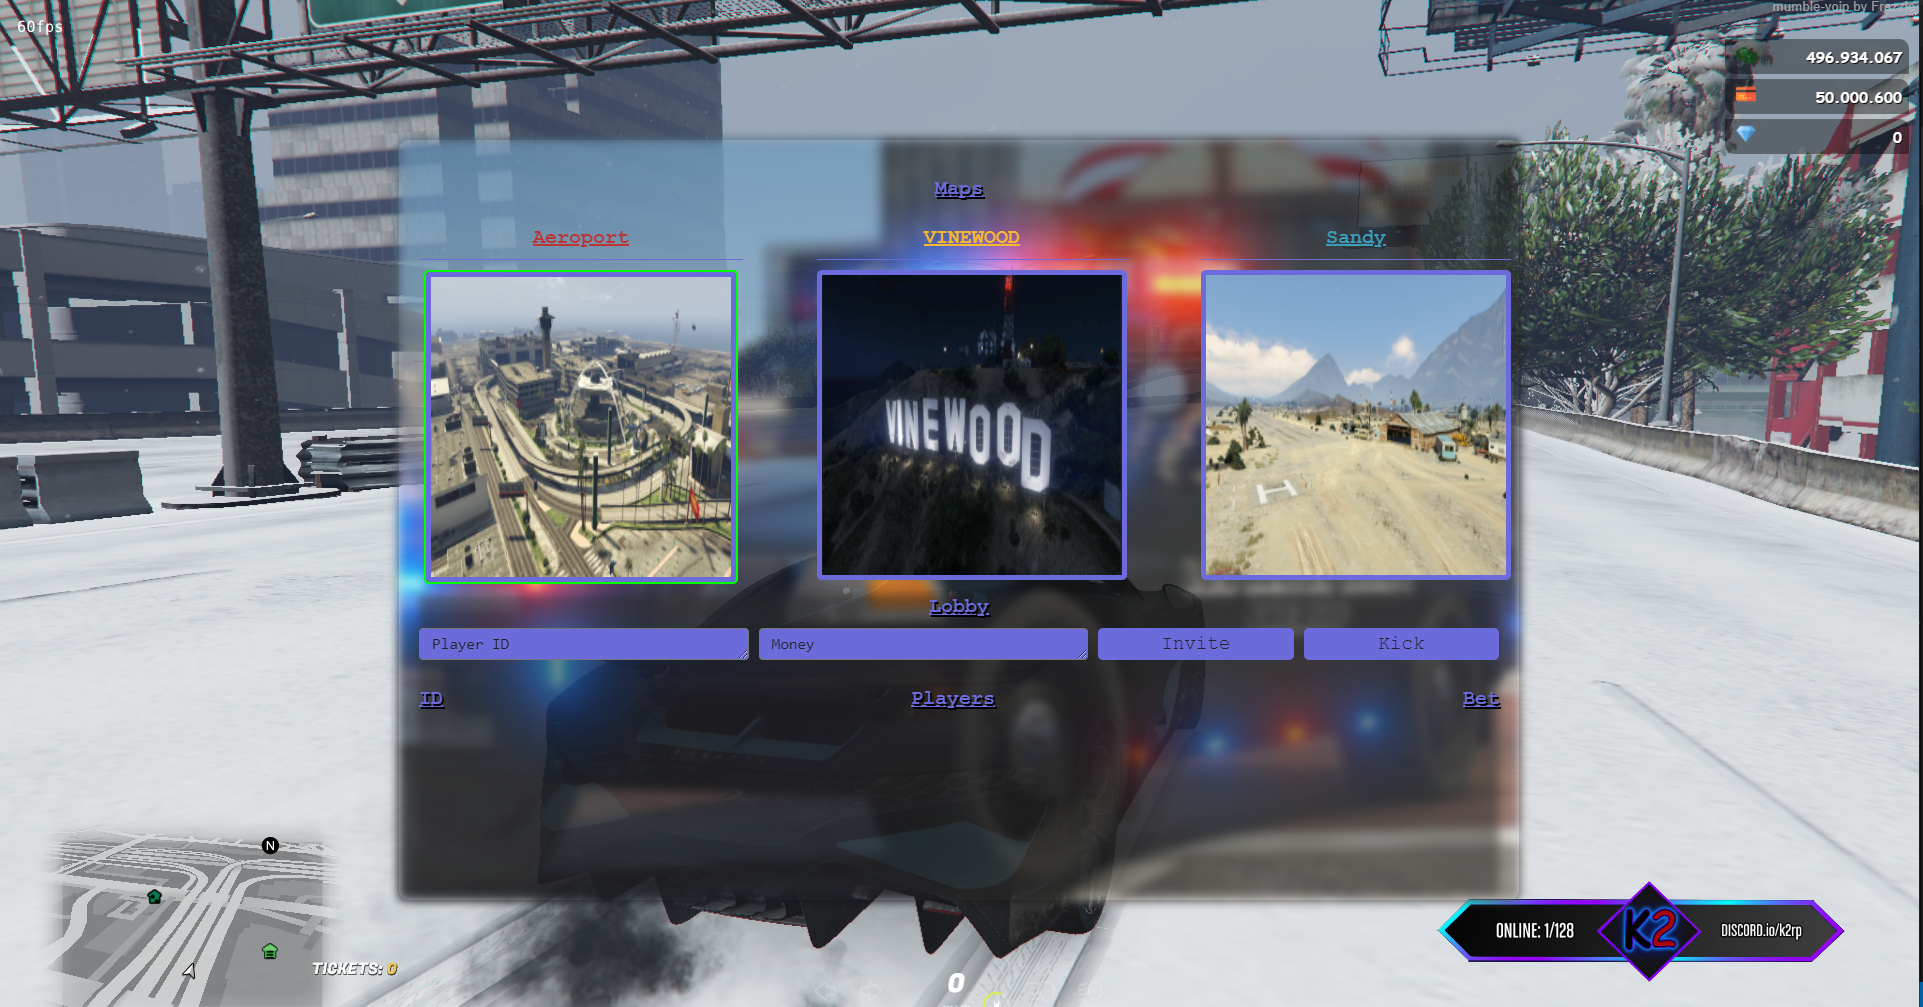 60fps
mumble-voip by Fraz
496.934.067
50.000.600
0
Maps
Aeroport
VINEWOOD
Sandy
VINEWOOD
H
Lobby
Player ID
Money
Invite
Kick
ID
Players
Bet
N
TICKETS: 0
0
ONLINE: 1/128
K2
DISCORD.io/k2rp